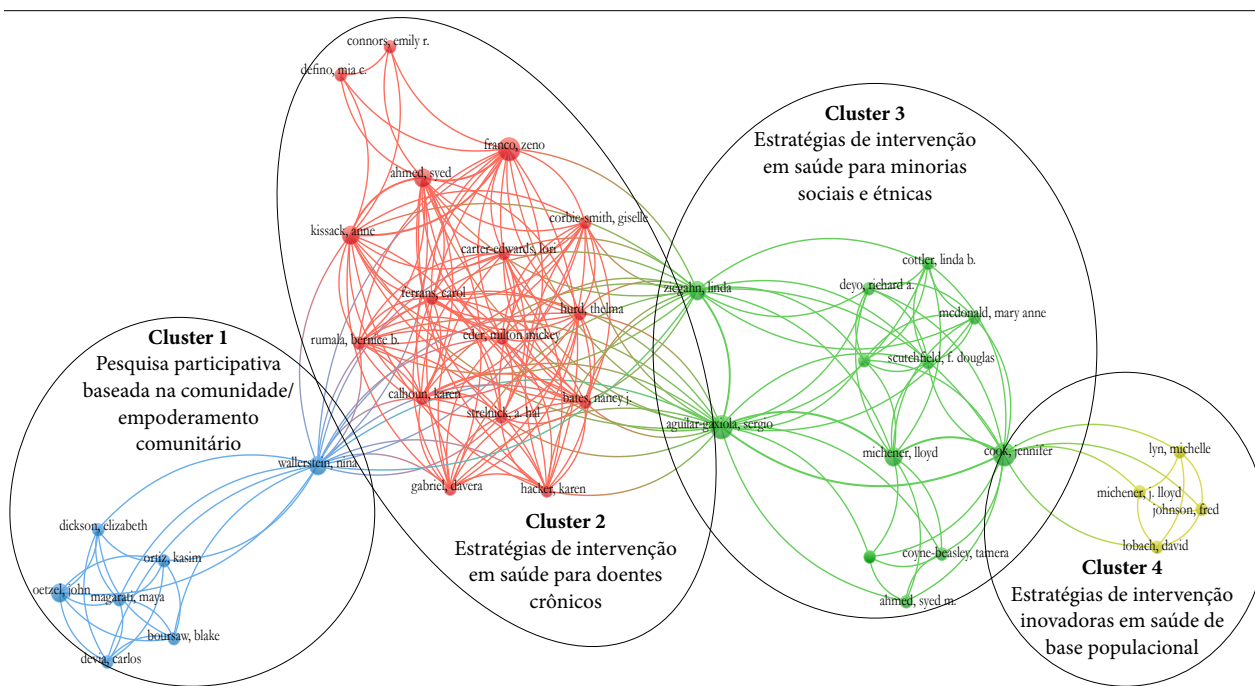 connors, emily r.
defino, mia c.
franco, zeno
ahmed, syed
kissack, anne
corbie-smith, giselle
carter-edwards, lori
ferrans, carol
hurd, thelma
rumala, bernice b.
eder, milton mickey
calhoun, karen
bates, nancy j.
strelnick, a. hal
gabriel, davera
hacker, karen
Cluster 2
Estratégias de intervenção
em saúde para doentes
crônicos
Cluster 1
Pesquisa participativa
baseada na comunidade/
empoderamento
comunitário
wallerstein, nina
dickson, elizabeth
ortiz, kasim
oetzel, john
magarati, maya
boursaw, blake
devia, carlos
Cluster 3
Estratégias de intervenção
em saúde para minorias
sociais e étnicas
cottler, linda b.
ziegahn, linda
deyo, richard a.
mcdonald, mary anne
scutchfield, f. douglas
aguilar-gaxiola, sergio
michener, lloyd
cook, jennifer
coyne-beasley, tamera
ahmed, syed m.
lyn, michelle
michener, j. lloyd
johnson, fred
lobach, david
Cluster 4
Estratégias de intervenção
inovadoras em saúde de
base populacional